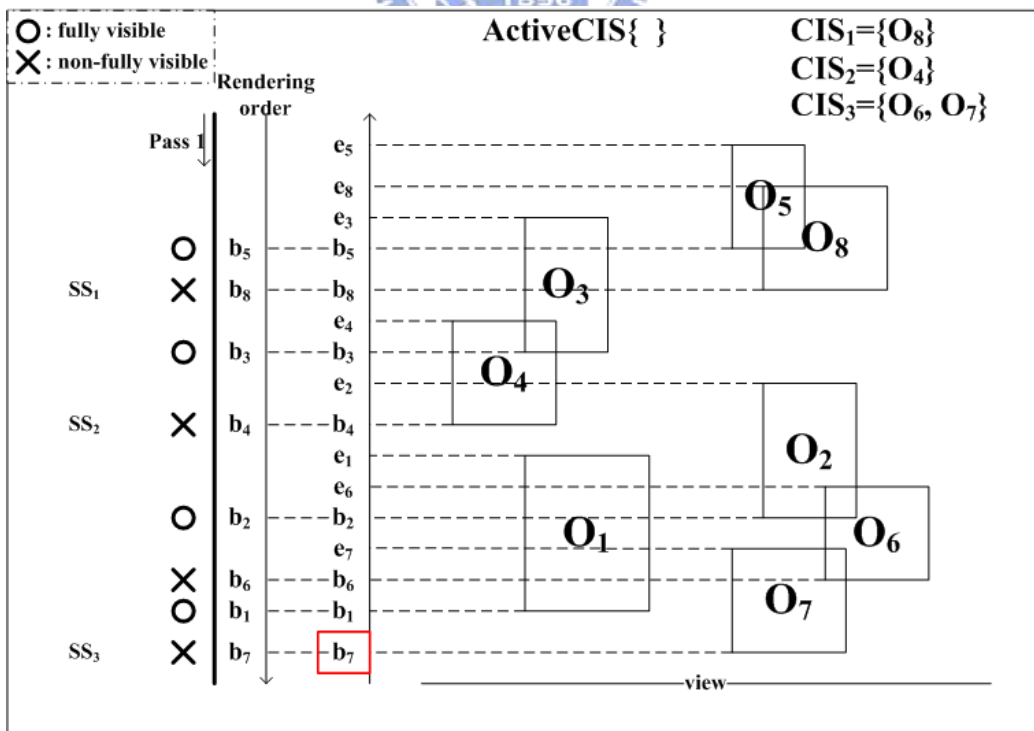 O : fully visible
X : non-fully visible
ActiveCIS{ }
CIS₁={O₈}
CIS₂={O₄}
CIS₃={O₆, O₇}
Rendering order
Pass 1
e₅
e₈
O₅
e₃
b₅ b₅
O₈
SS₁ b₈ b₈
O₃
e₄
b₃ b₃
O₄
e₂
SS₂ b₄ b₄
O₂
e₁
e₆
b₂ b₂
O₁
O₆
e₇
b₆ b₆
O₇
b₁ b₁
SS₃ b₇ b₇
view